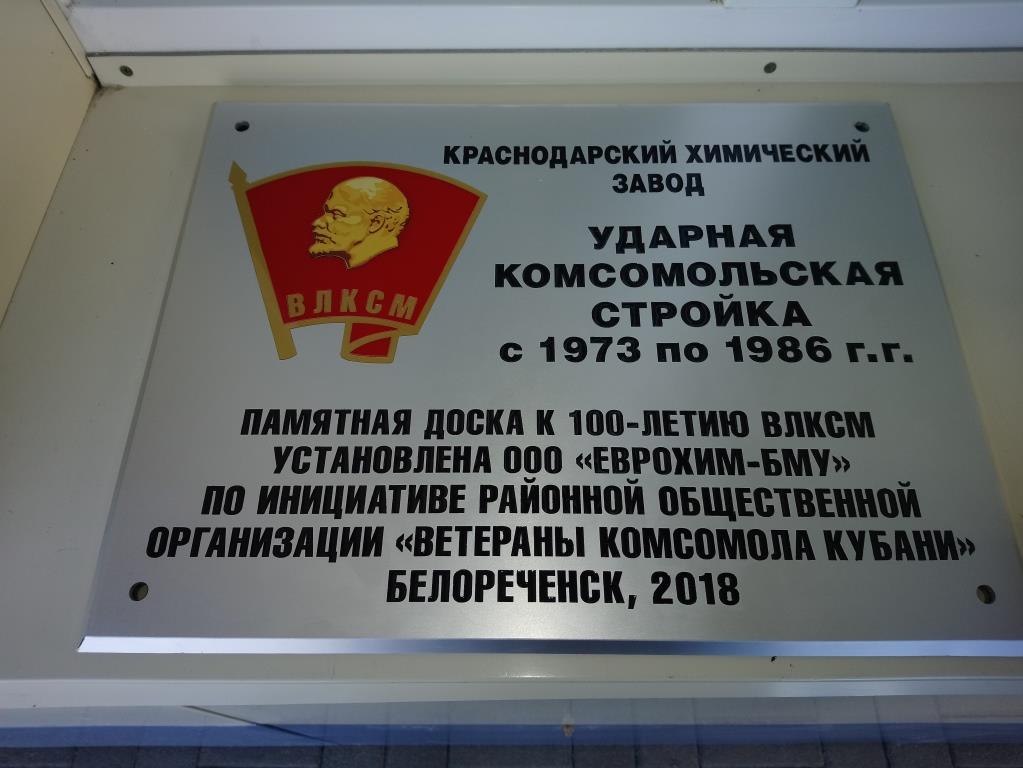 КРАСНОДАРСКИЙ ХИМИЧЕСКИЙ
ЗАВОД
УДАРНАЯ
КОМСОМОЛЬСКАЯ
СТРОЙКА
с 1973 по 1986 г.г.
ВЛКСМ
ПАМЯТНАЯ ДОСКА К 100-ЛЕТИЮ ВЛКСМ
УСТАНОВЛЕНА ООО «ЕВРОХИМ-БМУ»
ПО ИНИЦИАТИВЕ РАЙОННОЙ ОБЩЕСТВЕННОЙ
ОРГАНИЗАЦИИ «ВЕТЕРАНЫ КОМСОМОЛА КУБАНИ»
БЕЛОРЕЧЕНСК, 2018